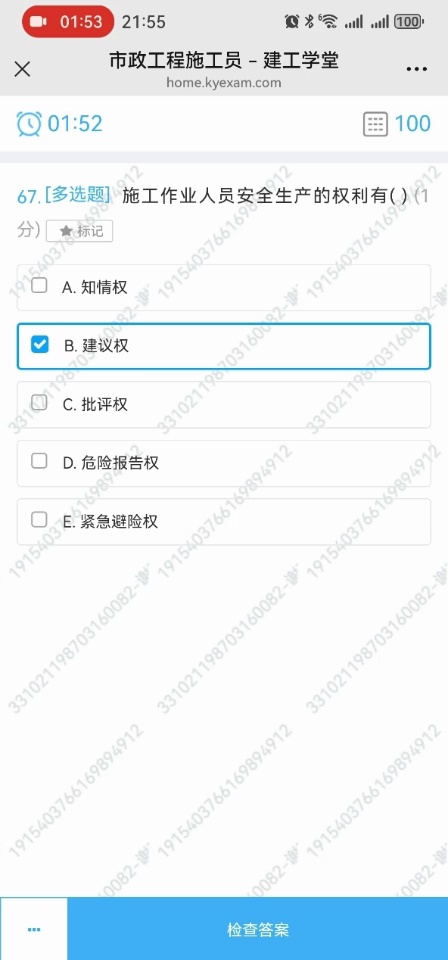 01:53 21:55 6 100
市政工程施工员 - 建工学堂
home.kyexam.com
01:52 100
67.[多选题] 施工作业人员安全生产的权利有( ) (1
分) 标记
A. 知情权
B. 建议权
C. 批评权
D. 危险报告权
E. 紧急避险权
1915403766169894912
331021198703160082-谢
检查答案